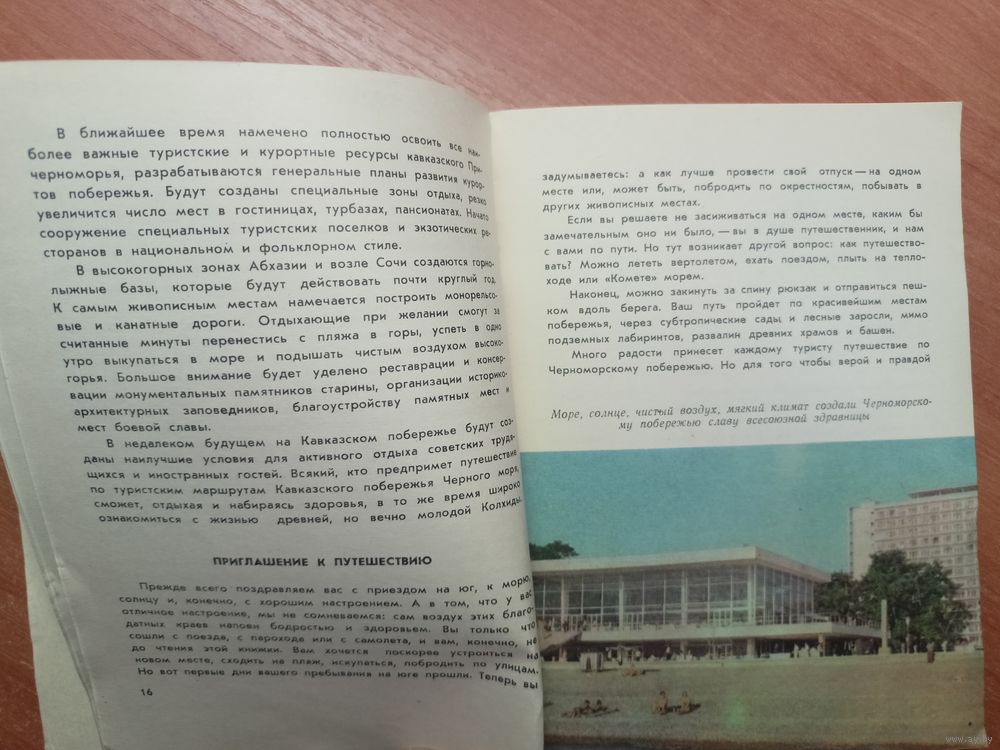 В ближайшее время намечено полностью освоить все наи-
более важные туристские и курортные ресурсы кавказского При-
черноморья, разрабатываются генеральные планы развития курор-
тов побережья. Будут созданы специальные зоны отдыха, резко
увеличится число мест в гостиницах, турбазах, пансионатах. Начато
сооружение специальных туристских поселков и экзотических ре-
сторанов в национальном и фольклорном стиле.
В высокогорных зонах Абхазии и возле Сочи создаются горно-
лыжные базы, которые будут действовать почти круглый год.
К самым живописным местам намечается построить монорельсо-
вые и канатные дороги. Отдыхающие при желании смогут за
считанные минуты перенестись с пляжа в горы, успеть в одно
утро выкупаться в море и подышать чистым воздухом высоко-
горья. Большое внимание будет уделено реставрации и консер-
вации монументальных памятников старины, организации историко-
архитектурных заповедников, благоустройству памятных мест и
мест боевой славы.
В недалеком будущем на Кавказском побережье будут соз-
даны наилучшие условия для активного отдыха советских трудя-
щихся и иностранных гостей. Всякий, кто предпримет путешествие
по туристским маршрутам Кавказского побережья Черного моря,
сможет, отдыхая и набираясь здоровья, в то же время широко
ознакомиться с жизнью древней, но вечно молодой Колхиды.
ПРИГЛАШЕНИЕ К ПУТЕШЕСТВИЮ
Прежде всего поздравляем вас с приездом на юг, к морю,
солнцу и, конечно, с хорошим настроением. А в том, что у вас
отличное настроение, мы не сомневаемся: сам воздух этих благо-
датных краев напоен бодростью и здоровьем. Вы только что
сошли с поезда, с парохода или с самолета, и вам, конечно, не
до чтения этой книжки. Вам хочется поскорее устроиться на
новом месте, сходить на пляж, искупаться, побродить по улицам.
Но вот первые дни вашего пребывания на юге прошли. Теперь вы
16
задумываетесь: а как лучше провести свой отпуск — на одном
месте или, может быть, побродить по окрестностям, побывать в
других живописных местах.
Если вы решаете не засиживаться на одном месте, каким бы
замечательным оно ни было, — вы в душе путешественник, и нам
с вами по пути. Но тут возникает другой вопрос: как путешество-
вать? Можно лететь вертолетом, ехать поездом, плыть на тепло-
ходе или «Комете» морем.
Наконец, можно закинуть за спину рюкзак и отправиться пеш-
ком вдоль берега. Ваш путь пройдет по красивейшим местам
побережья, через субтропические сады и лесные заросли, мимо
подземных лабиринтов, развалин древних храмов и башен.
Много радости принесет каждому туристу путешествие по
Черноморскому побережью. Но для того чтобы верой и правдой
Море, солнце, чистый воздух, мягкий климат создали Черноморско-
му побережью славу всесоюзной здравницы
www.ay.by